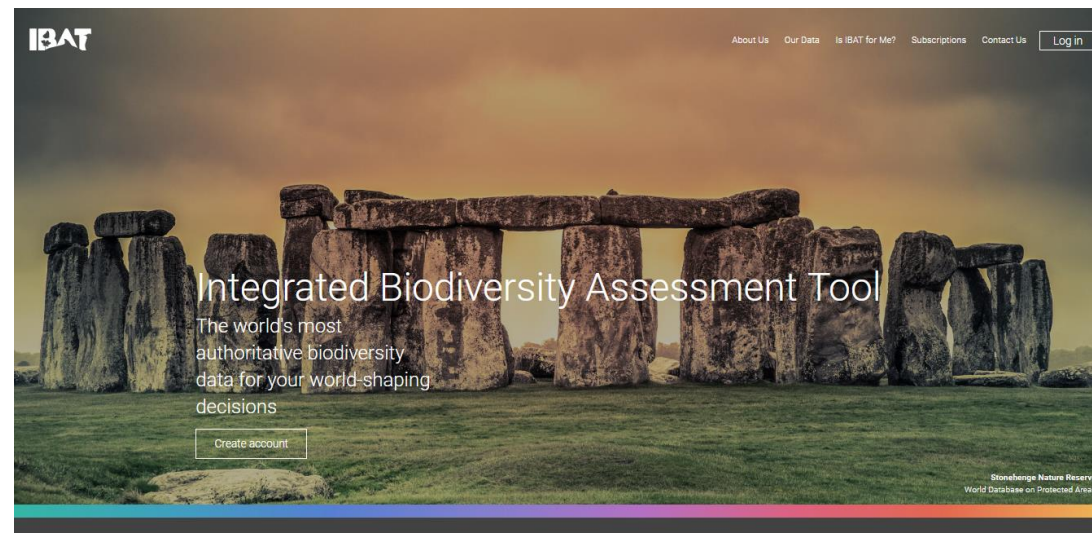 IBAT
About Us Our Data Is IBAT for Me? Subscriptions Contact Us Log in
Integrated Biodiversity Assessment Tool
The world's most
authoritative biodiversity
data for your world-shaping
decisions
Create account
Stonehenge Nature Reserv
World Database on Protected Area